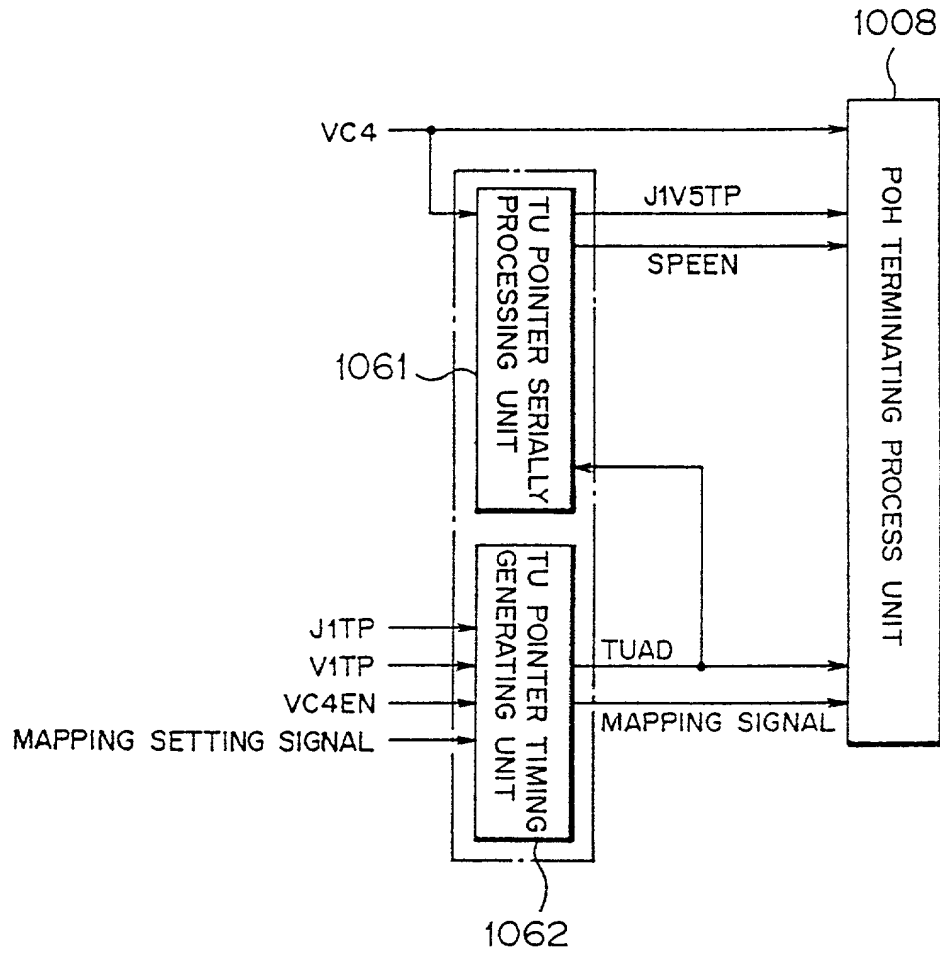 1008
VC4
J1V5TP
SPEEN
TU POINTER SERIALLY
PROCESSING UNIT
POH TERMINATING PROCESS UNIT
1061
TU POINTER TIMING
GENERATING UNIT
J1TP
V1TP
VC4EN
MAPPING SETTING SIGNAL
TUAD
MAPPING SIGNAL
1062